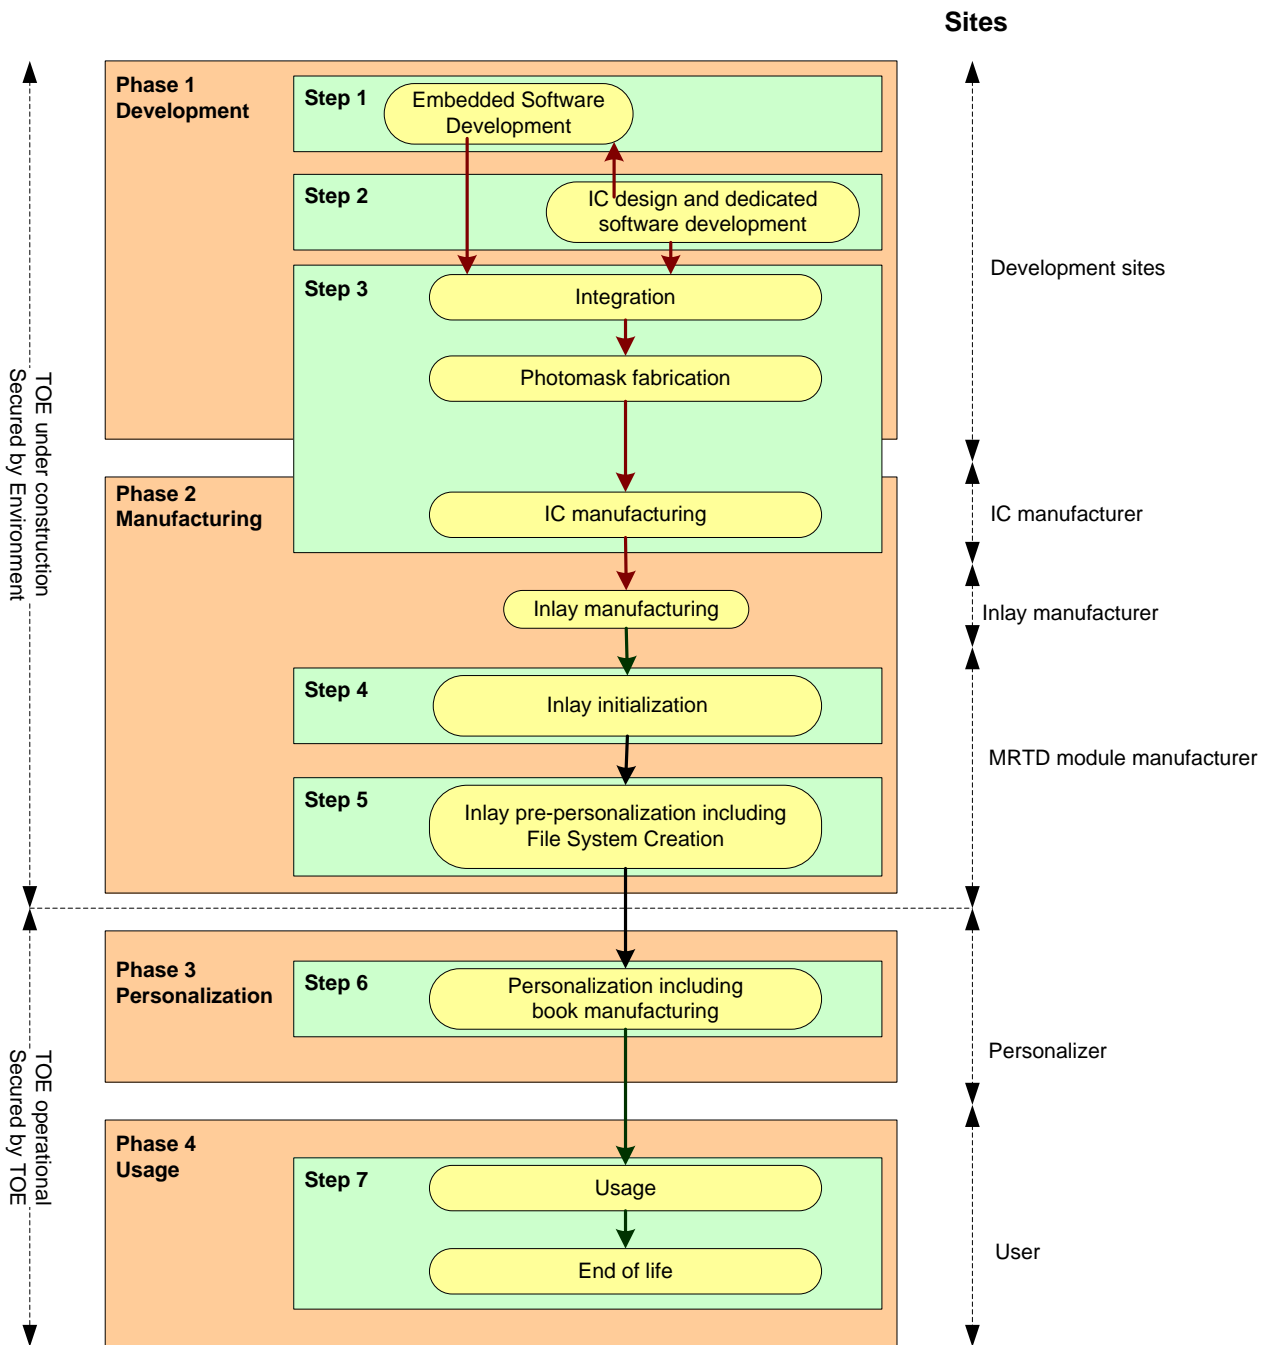 Sites
Phase 1
Development
Step 1
Embedded Software
Development
Step 2
IC design and dedicated
software development
Step 3
Integration
Development sites
Photomask fabrication
TOE under construction
Secured by Environment
Phase 2
Manufacturing
IC manufacturing
IC manufacturer
Inlay manufacturing
Inlay manufacturer
Step 4
Inlay initialization
MRTD module manufacturer
Step 5
Inlay pre-personalization including
File System Creation
Phase 3
Personalization
Step 6
Personalization including
book manufacturing
Personalizer
TOE operational
Secured by TOE
Phase 4
Usage
Step 7
Usage
User
End of life